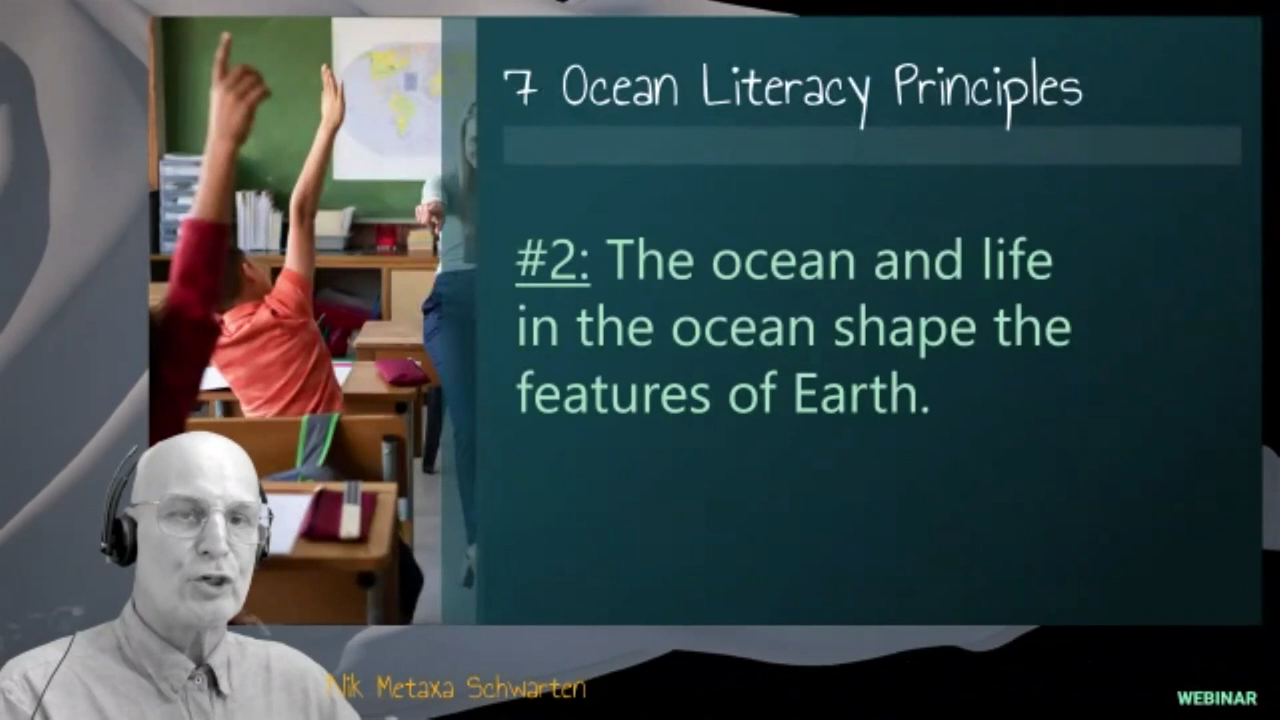 7 Ocean Literacy Principles
#2: The ocean and life
in the ocean shape the
features of Earth.
Nik Metaxa Schwarten
WEBINAR